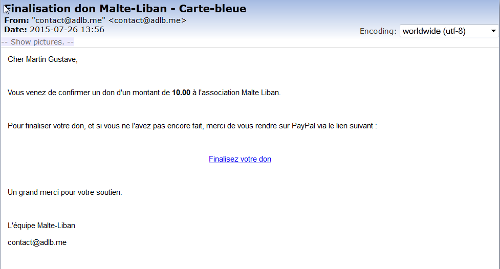 Finalisation don Malte-Liban - Carte-bleue
From: "contact@adlb.me" <contact@adlb.me>
Date: 2015-07-26 13:56
Encoding: worldwide (utf-8)
-- Show pictures. --
Cher Martin Gustave,
Vous venez de confirmer un don d'un montant de 10.00 à l'association Malte Liban.
Pour finaliser votre don, et si vous ne l'avez pas encore fait, merci de vous rendre sur PayPal via le lien suivant :
Finalisez votre don
Un grand merci pour votre soutien.
L'équipe Malte-Liban
contact@adlb.me